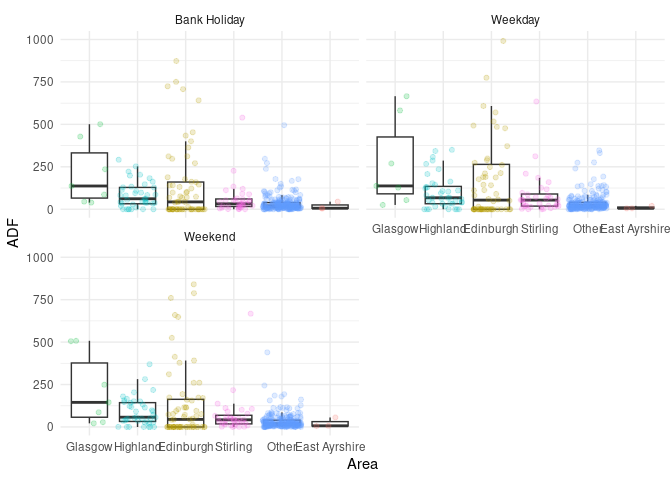 Bank Holiday
Weekday
1000
750
500
250
0
ADF
Glasgow Highland Edinburgh Stirling Other East Ayrshire
Weekend
1000
750
500
250
0
Glasgow Highland Edinburgh Stirling Other East Ayrshire
Area